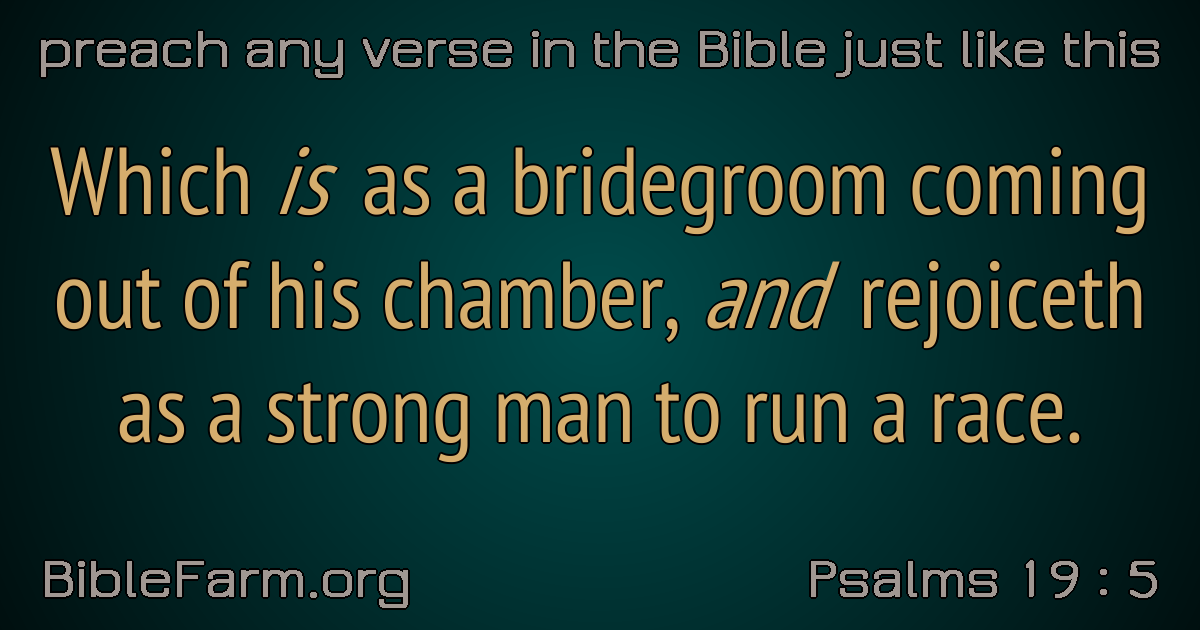 preach any verse in the Bible just like this
Which is as a bridegroom coming
out of his chamber, and rejoiceth
as a strong man to run a race.
BibleFarm.org
Psalms 19 : 5